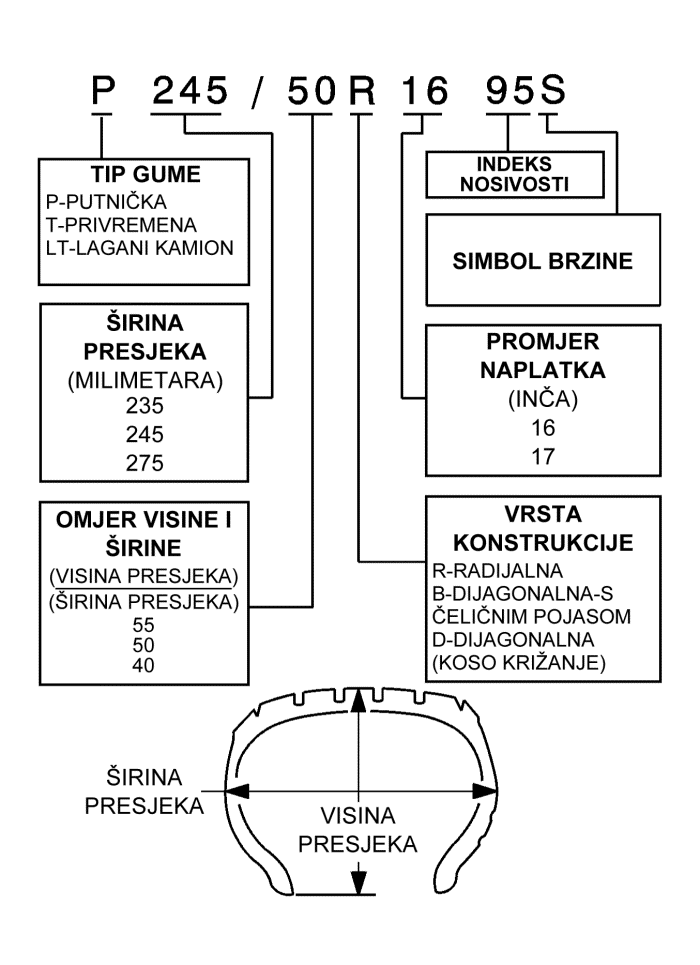 P 245 / 50 R 16 95 S
TIP GUME
P-PUTNIČKA
T-PRIVREMENA
LT-LAGANI KAMION
ŠIRINA
PRESJEKA
(MILIMETARA)
235
245
275
OMJER VISINE I
ŠIRINE
(VISINA PRESJEKA)
(ŠIRINA PRESJEKA)
55
50
40
INDEKS
NOSIVOSTI
SIMBOL BRZINE
PROMJER
NAPLATKA
(INČA)
16
17
VRSTA
KONSTRUKCIJE
R-RADIJALNA
B-DIJAGONALNA-S
ČELIČNIM POJASOM
D-DIJAGONALNA
(KOSO KRIŽANJE)
ŠIRINA
PRESJEKA
VISINA
PRESJEKA